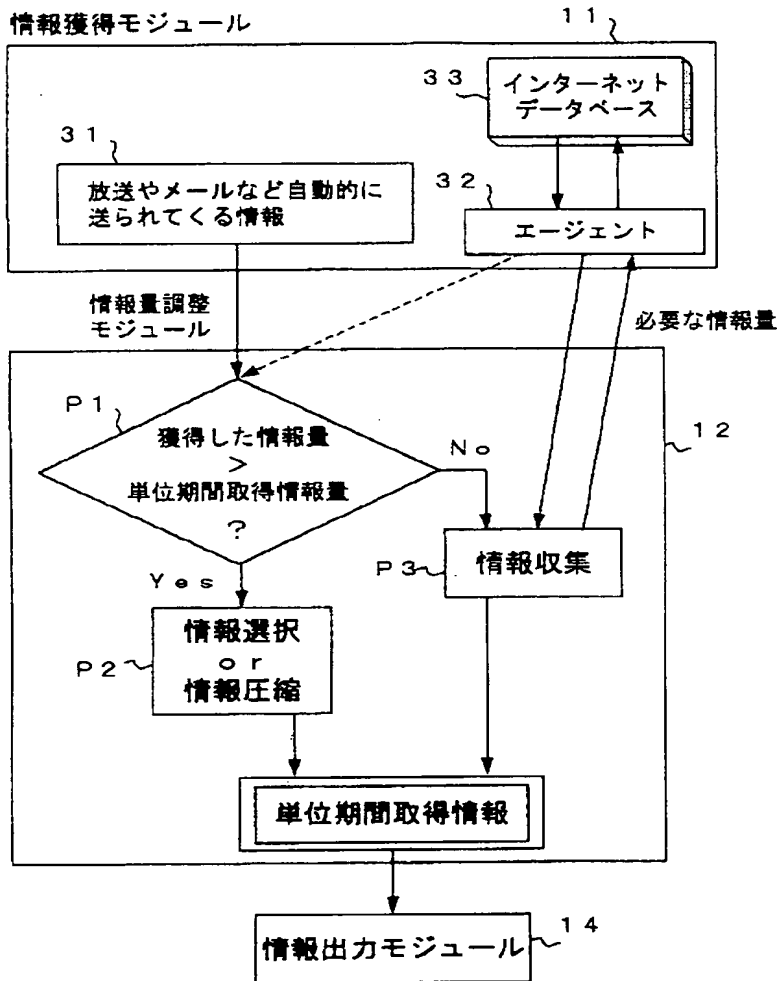 情報獲得モジュール
11
33
インターネット
データベース
31
放送やメールなど自動的に
送られてくる情報
32
エージェント
情報量調整
モジュール
必要な情報量
P1
獲得した情報量
>
単位期間取得情報量
?
No
12
P3
情報収集
Yes
P2
情報選択
or
情報圧縮
単位期間取得情報
14
情報出力モジュール